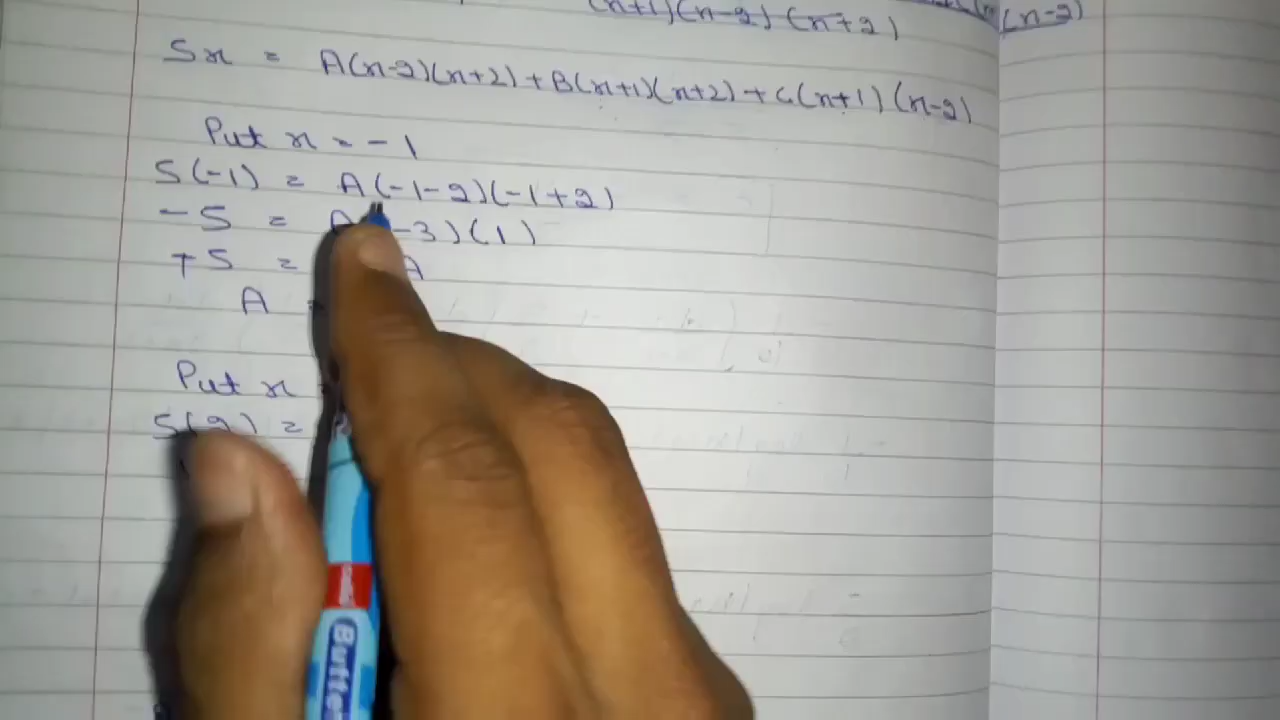 (x+1)(x-2)(x+2) (x-2)
5x = A(x-2)(x+2)+B(x+1)(x+2)+C(x+1)(x-2)
Put x = -1
5(-1) = A(-1-2)(-1+2)
-5 = A(-3)(1)
+5 = A
A =
Put x
5(2) =
Butte